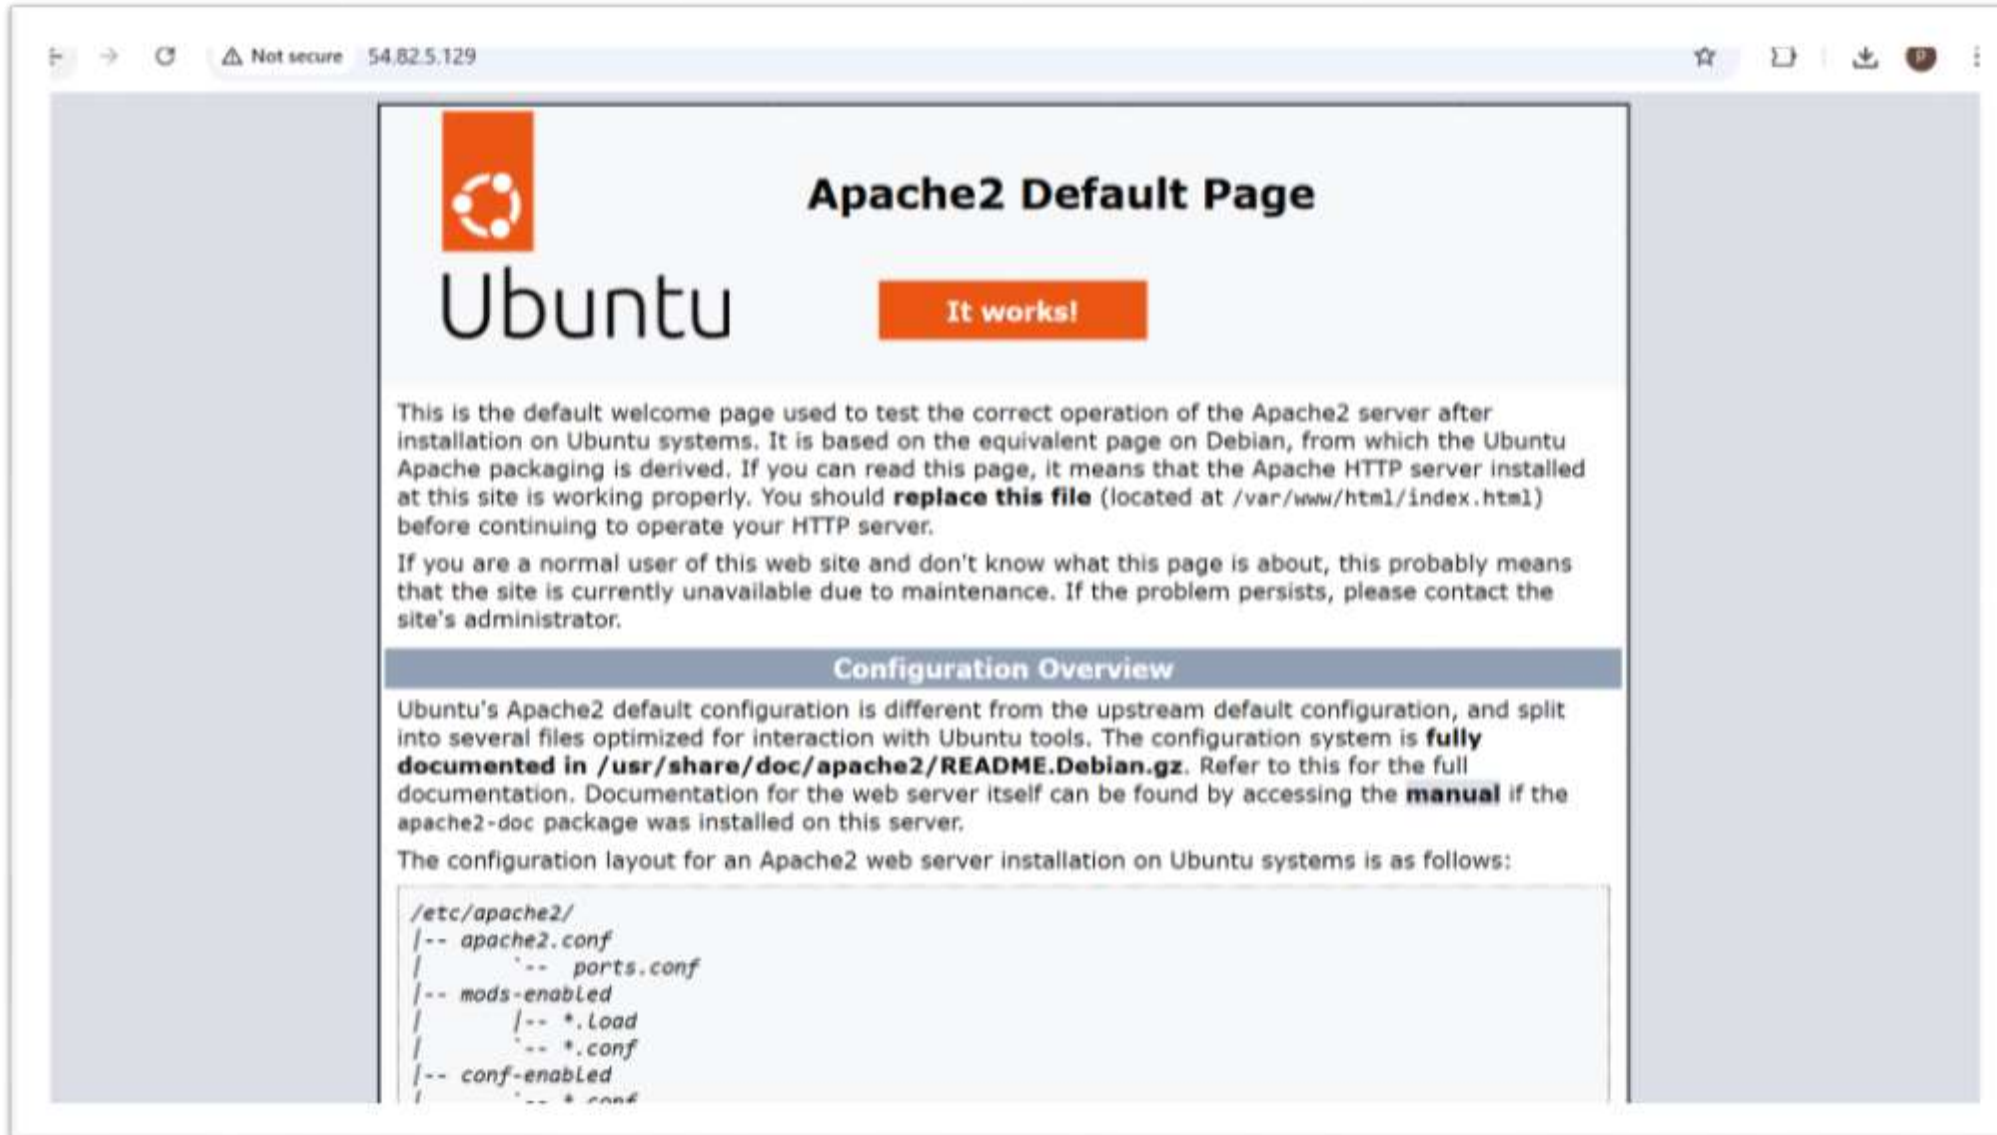 Not secure 54.82.5.129
Apache2 Default Page
Ubuntu
It works!
This is the default welcome page used to test the correct operation of the Apache2 server after
installation on Ubuntu systems. It is based on the equivalent page on Debian, from which the Ubuntu
Apache packaging is derived. If you can read this page, it means that the Apache HTTP server installed
at this site is working properly. You should replace this file (located at /var/www/html/index.html)
before continuing to operate your HTTP server.
If you are a normal user of this web site and don't know what this page is about, this probably means
that the site is currently unavailable due to maintenance. If the problem persists, please contact the
site's administrator.
Configuration Overview
Ubuntu's Apache2 default configuration is different from the upstream default configuration, and split
into several files optimized for interaction with Ubuntu tools. The configuration system is fully
documented in /usr/share/doc/apache2/README.Debian.gz. Refer to this for the full
documentation. Documentation for the web server itself can be found by accessing the manual if the
apache2-doc package was installed on this server.
The configuration layout for an Apache2 web server installation on Ubuntu systems is as follows:
/etc/apache2/
|-- apache2.conf
|       `--  ports.conf
|-- mods-enabled
|       |-- *.load
|       `-- *.conf
|-- conf-enabled
|       `-- *.conf